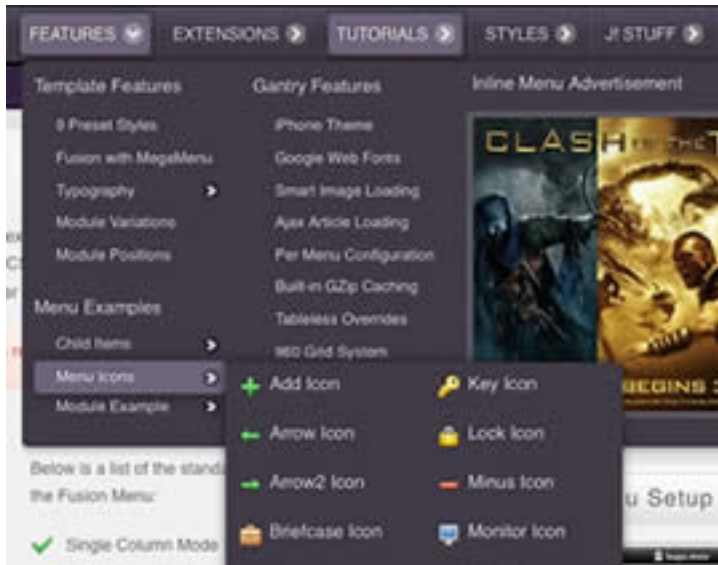 FEATURES EXTENSIONS TUTORIALS STYLES J! STUFF
Template Features
9 Preset Styles
Fusion with MegaMenu
Typography
Module Variations
Module Positions
Menu Examples
Child Items
Menu Icons
Module Example
Gantry Features
iPhone Theme
Google Web Fonts
Smart Image Loading
Ajax Article Loading
Per Menu Configuration
Built-in GZip Caching
Tableless Overrides
960 Grid System
Inline Menu Advertisement
CLASH OF THE T
BEGINS
Add Icon
Arrow Icon
Arrow2 Icon
Briefcase Icon
Key Icon
Lock Icon
Minus Icon
Monitor Icon
Below is a list of the standa
the Fusion Menu:
Single Column Mode
u Setup